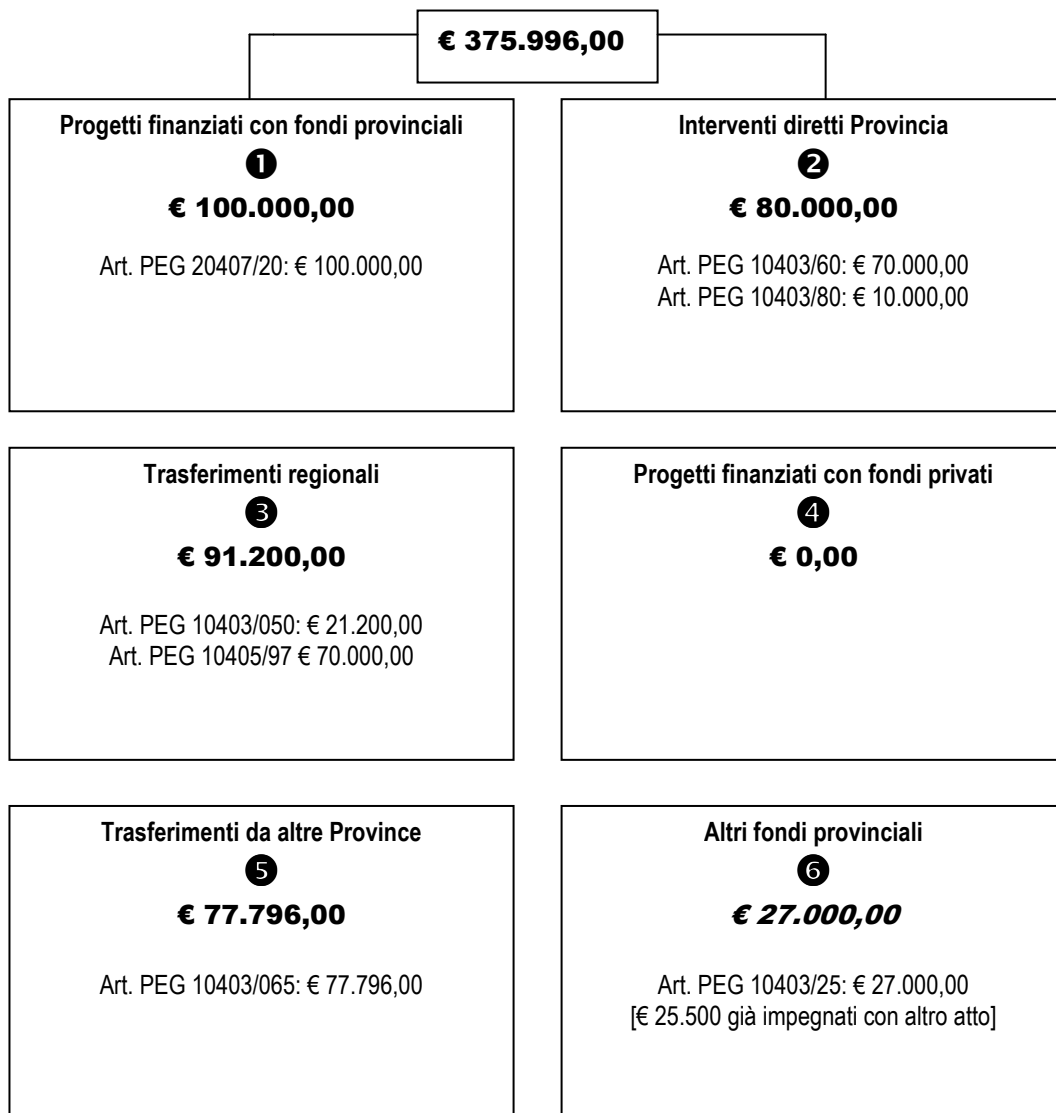 € 375.996,00
Progetti finanziati con fondi provinciali
❶
€ 100.000,00
Art. PEG 20407/20: € 100.000,00
Interventi diretti Provincia
❷
€ 80.000,00
Art. PEG 10403/60: € 70.000,00
Art. PEG 10403/80: € 10.000,00
Trasferimenti regionali
❸
€ 91.200,00
Art. PEG 10403/050: € 21.200,00
Art. PEG 10405/97 € 70.000,00
Progetti finanziati con fondi privati
❹
€ 0,00
Trasferimenti da altre Province
❺
€ 77.796,00
Art. PEG 10403/065: € 77.796,00
Altri fondi provinciali
❻
€ 27.000,00
Art. PEG 10403/25: € 27.000,00
[€ 25.500 già impegnati con altro atto]